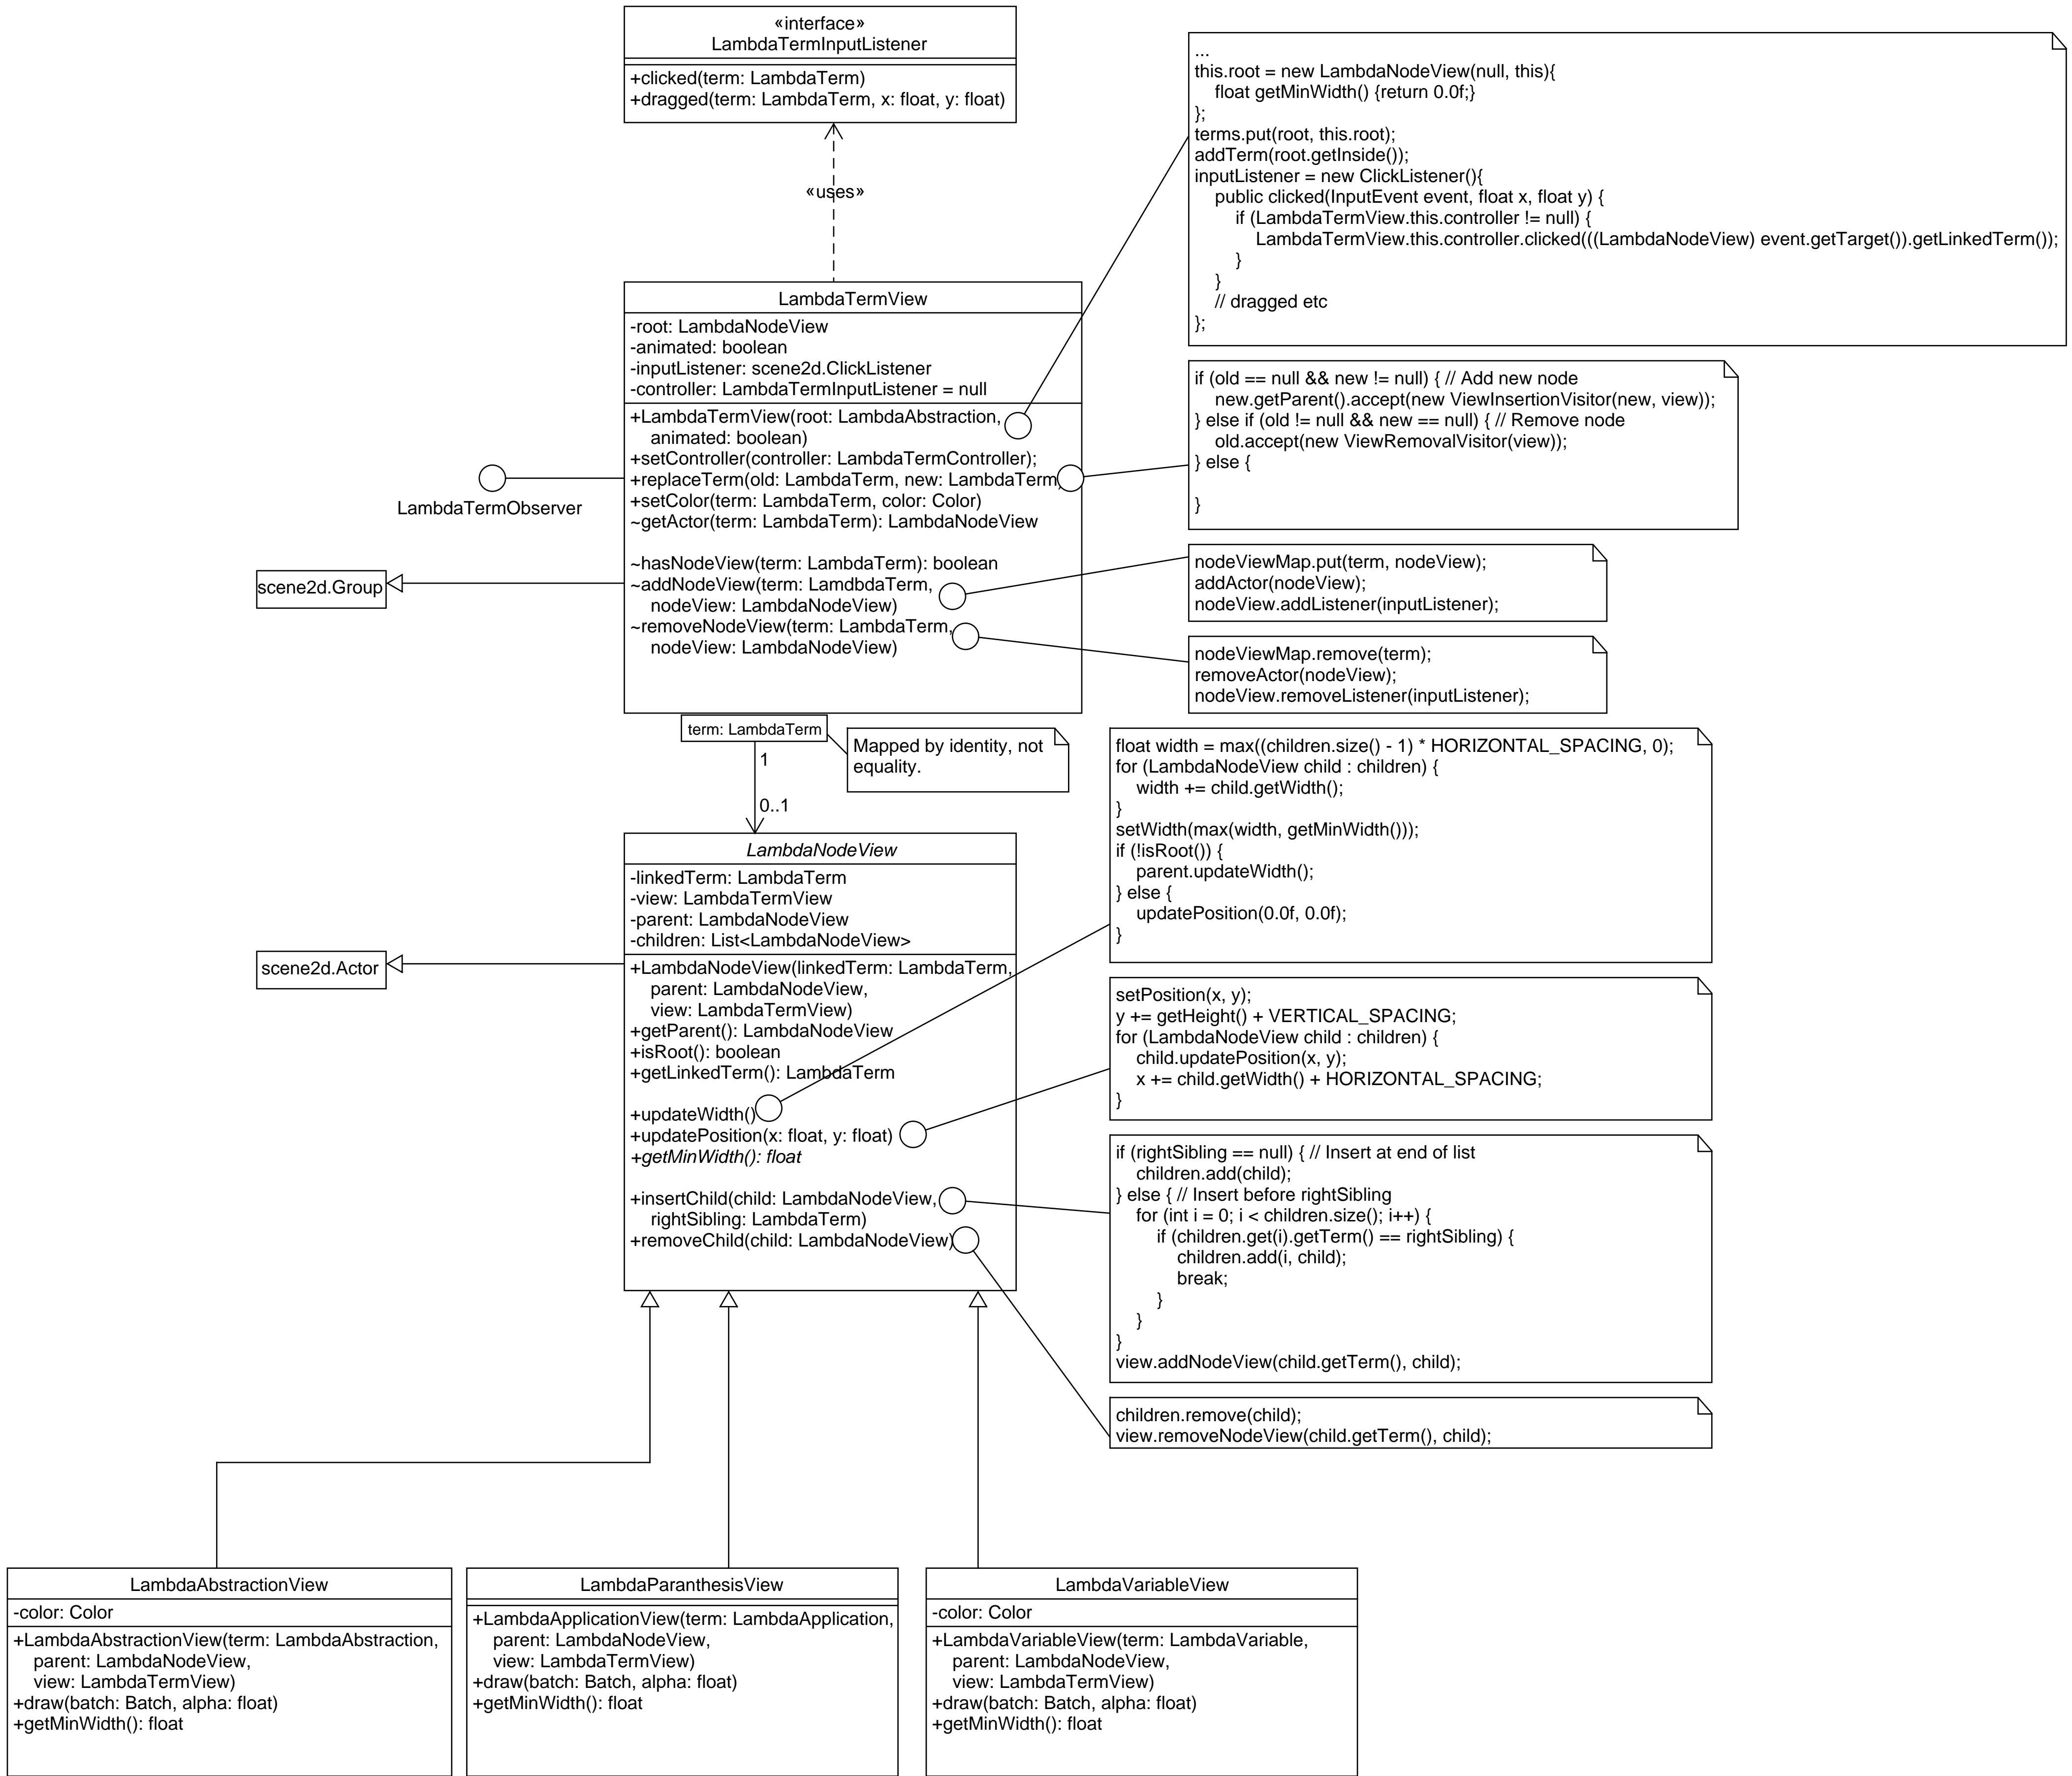 «interface»
LambdaTermInputListener
+clicked(term: LambdaTerm)
+dragged(term: LambdaTerm, x: float, y: float)
«uses»
...
this.root = new LambdaNodeView(null, this){
float getMinWidth() {return 0.0f;}
};
terms.put(root, this.root);
addTerm(root.getInside());
inputListener = new ClickListener(){
public clicked(InputEvent event, float x, float y) {
if (LambdaTermView.this.controller != null) {
LambdaTermView.this.controller.clicked(((LambdaNodeView) event.getTarget()).getLinkedTerm());
}
}
// dragged etc
};
LambdaTermView
-root: LambdaNodeView
-animated: boolean
-inputListener: scene2d.ClickListener
-controller: LambdaTermInputListener = null
+LambdaTermView(root: LambdaAbstraction,
animated: boolean)
+setController(controller: LambdaTermController);
+replaceTerm(old: LambdaTerm, new: LambdaTerm)
+setColor(term: LambdaTerm, color: Color)
~getActor(term: LambdaTerm): LambdaNodeView
~hasNodeView(term: LambdaTerm): boolean
~addNodeView(term: LamdbdaTerm,
nodeView: LambdaNodeView)
~removeNodeView(term: LambdaTerm,
nodeView: LambdaNodeView)
LambdaTermObserver
scene2d.Group
if (old == null && new != null) { // Add new node
new.getParent().accept(new ViewInsertionVisitor(new, view));
} else if (old != null && new == null) { // Remove node
old.accept(new ViewRemovalVisitor(view));
} else {
}
nodeViewMap.put(term, nodeView);
addActor(nodeView);
nodeView.addListener(inputListener);
nodeViewMap.remove(term);
removeActor(nodeView);
nodeView.removeListener(inputListener);
term: LambdaTerm
1
0..1
Mapped by identity, not
equality.
float width = max((children.size() - 1) * HORIZONTAL_SPACING, 0);
for (LambdaNodeView child : children) {
width += child.getWidth();
}
setWidth(max(width, getMinWidth()));
if (!isRoot()) {
parent.updateWidth();
} else {
updatePosition(0.0f, 0.0f);
}
LambdaNodeView
-linkedTerm: LambdaTerm
-view: LambdaTermView
-parent: LambdaNodeView
-children: List<LambdaNodeView>
+LambdaNodeView(linkedTerm: LambdaTerm,
parent: LambdaNodeView,
view: LambdaTermView)
+getParent(): LambdaNodeView
+isRoot(): boolean
+getLinkedTerm(): LambdaTerm
+updateWidth()
+updatePosition(x: float, y: float)
+getMinWidth(): float
+insertChild(child: LambdaNodeView,
rightSibling: LambdaTerm)
+removeChild(child: LambdaNodeView)
scene2d.Actor
setPosition(x, y);
y += getHeight() + VERTICAL_SPACING;
for (LambdaNodeView child : children) {
child.updatePosition(x, y);
x += child.getWidth() + HORIZONTAL_SPACING;
}
if (rightSibling == null) { // Insert at end of list
children.add(child);
} else { // Insert before rightSibling
for (int i = 0; i < children.size(); i++) {
if (children.get(i).getTerm() == rightSibling) {
children.add(i, child);
break;
}
}
}
view.addNodeView(child.getTerm(), child);
children.remove(child);
view.removeNodeView(child.getTerm(), child);
LambdaAbstractionView
-color: Color
+LambdaAbstractionView(term: LambdaAbstraction,
parent: LambdaNodeView,
view: LambdaTermView)
+draw(batch: Batch, alpha: float)
+getMinWidth(): float
LambdaParanthesisView
+LambdaApplicationView(term: LambdaApplication,
parent: LambdaNodeView,
view: LambdaTermView)
+draw(batch: Batch, alpha: float)
+getMinWidth(): float
LambdaVariableView
-color: Color
+LambdaVariableView(term: LambdaVariable,
parent: LambdaNodeView,
view: LambdaTermView)
+draw(batch: Batch, alpha: float)
+getMinWidth(): float